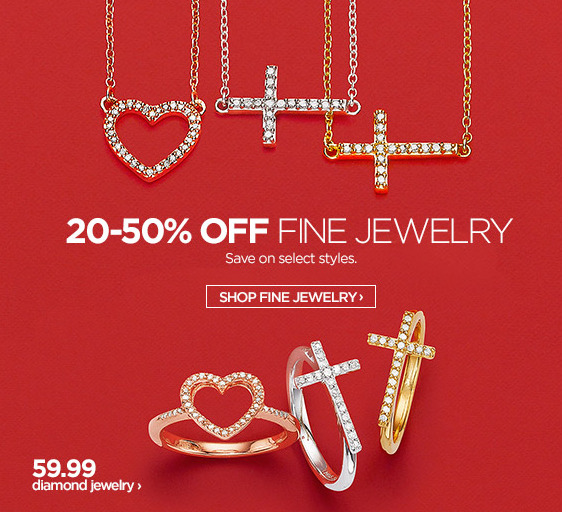 20-50% OFF FINE JEWELRY
Save on select styles.
SHOP FINE JEWELRY ›
59.99
diamond jewelry ›